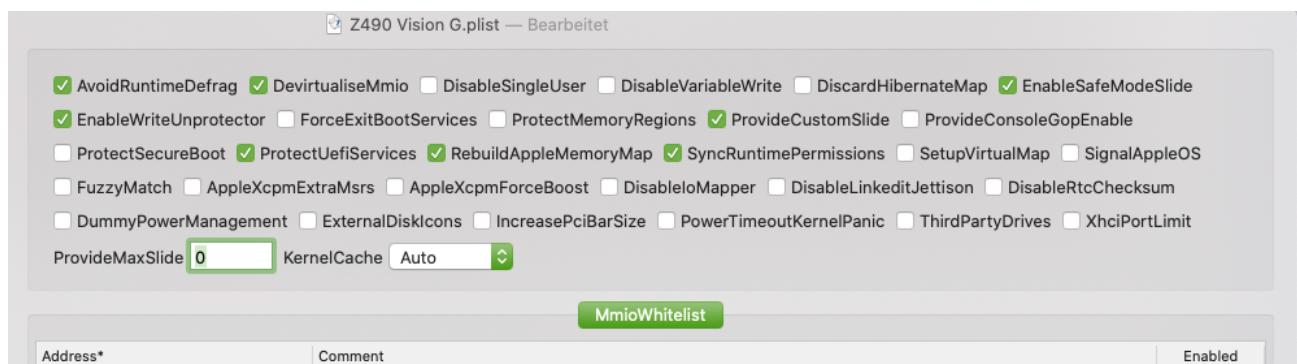 Z490 Vision G.plist — Bearbeitet
AvoidRuntimeDefrag DevirtualiseMmio DisableSingleUser DisableVariableWrite DiscardHibernateMap EnableSafeModeSlide
EnableWriteUnprotector ForceExitBootServices ProtectMemoryRegions ProvideCustomSlide ProvideConsoleGopEnable
ProtectSecureBoot ProtectUefiServices RebuildAppleMemoryMap SyncRuntimePermissions SetupVirtualMap SignalAppleOS
FuzzyMatch AppleXcpmExtraMsrs AppleXcpmForceBoost DisableIoMapper DisableLinkeditJettison DisableRtcChecksum
DummyPowerManagement ExternalDiskIcons IncreasePciBarSize PowerTimeoutKernelPanic ThirdPartyDrives XhciPortLimit
ProvideMaxSlide 0 KernelCache Auto
MmioWhitelist
Address* Comment Enabled